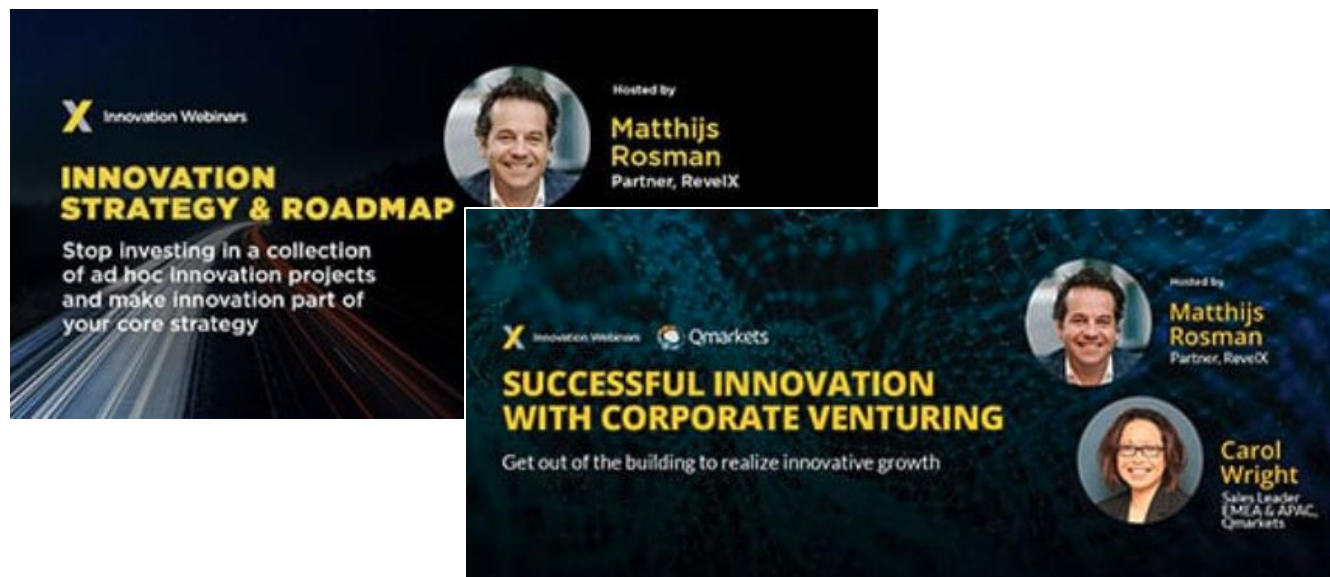 Innovation Webinars
INNOVATION
STRATEGY & ROADMAP
Stop investing in a collection
of ad hoc innovation projects
and make innovation part of
your core strategy
Hosted by
Matthijs
Rosman
Partner, RevelX
Innovation Webinars
Qmarkets
SUCCESSFUL INNOVATION
WITH CORPORATE VENTURING
Get out of the building to realize innovative growth
Hosted by
Matthijs
Rosman
Partner, RevelX
Carol
Wright
Sales Leader
EMEA & APAC,
Qmarkets